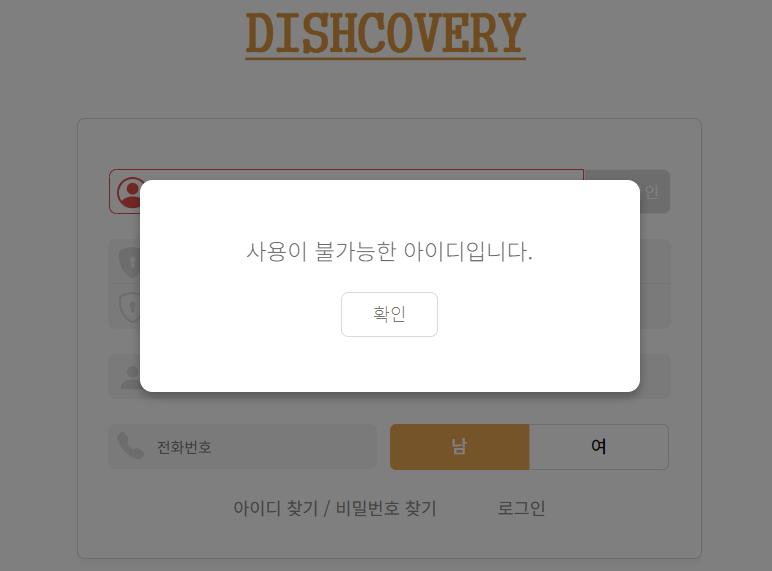 DISHCOVERY
인
사용이 불가능한 아이디입니다.
확인
전화번호 남 여
아이디 찾기 / 비밀번호 찾기 로그인